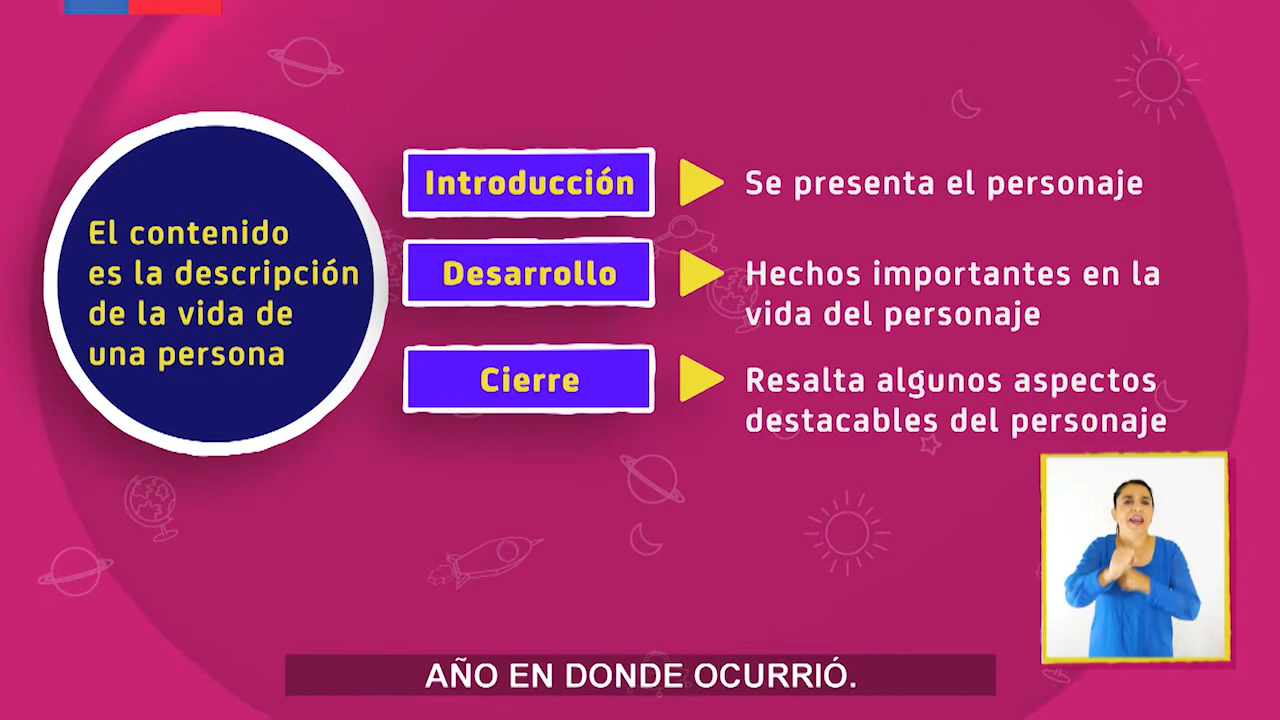 El contenido
es la descripción
de la vida de
una persona
Introducción
Se presenta el personaje
Desarrollo
Hechos importantes en la
vida del personaje
Cierre
Resalta algunos aspectos
destacables del personaje
AÑO EN DONDE OCURRIÓ.